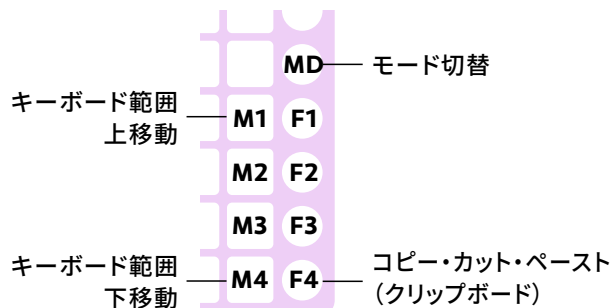 MD
モード切替
キーボード範囲
上移動
M1
F1
M2
F2
M3
F3
キーボード範囲
下移動
M4
F4
コピー・カット・ペースト
(クリップボード)